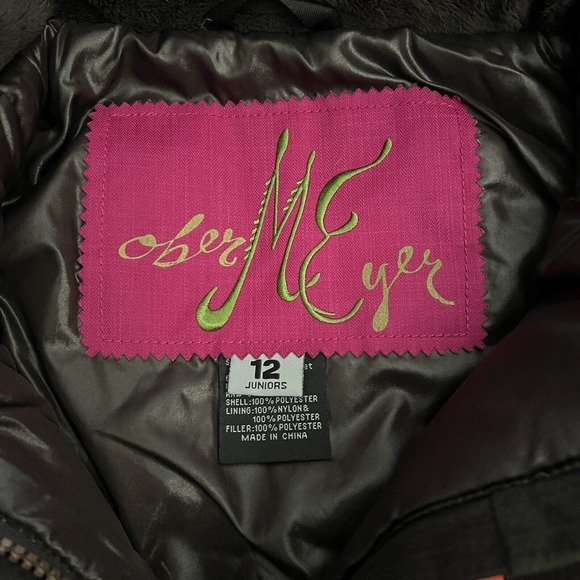 oberMEyer
12
JUNIORS
SHELL:100% POLYESTER
LINING:100% NYLON &
100% POLYESTER
FILLER:100% POLYESTER
MADE IN CHINA